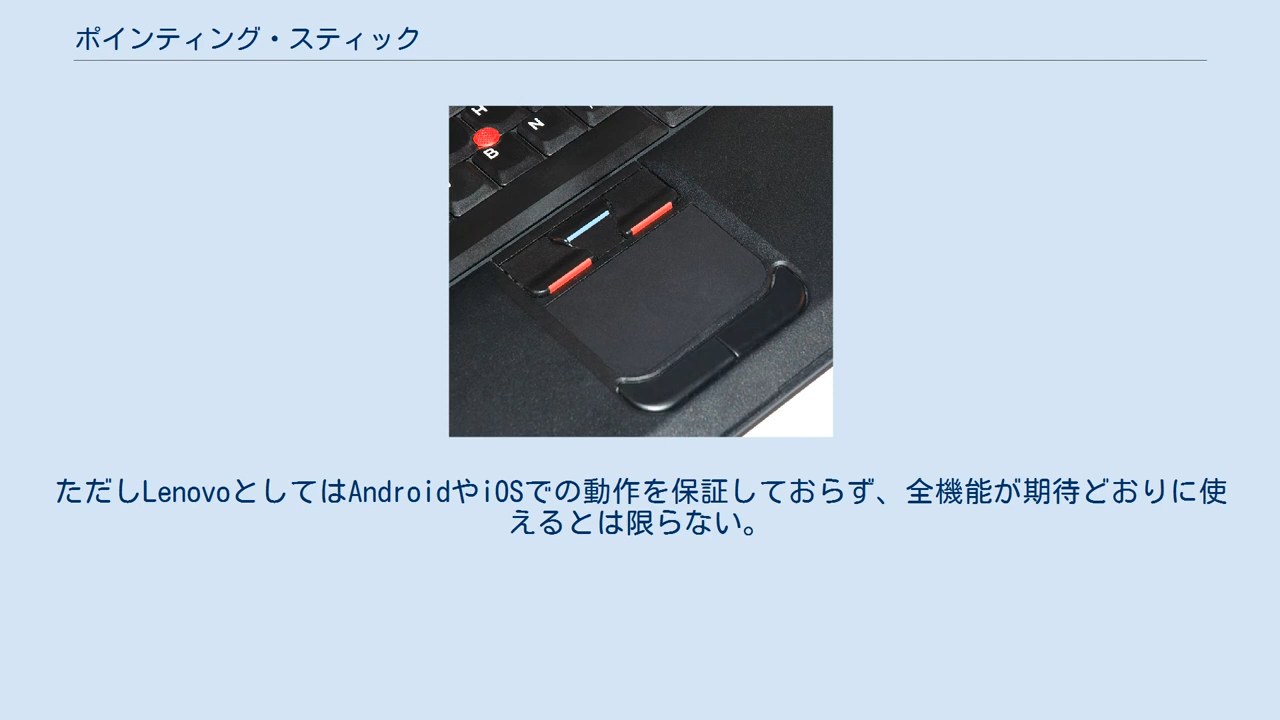 ポインティング・スティック
H
N
B
ただしLenovoとしてはAndroidやiOSでの動作を保証しておらず、全機能が期待どおりに使
えるとは限らない。